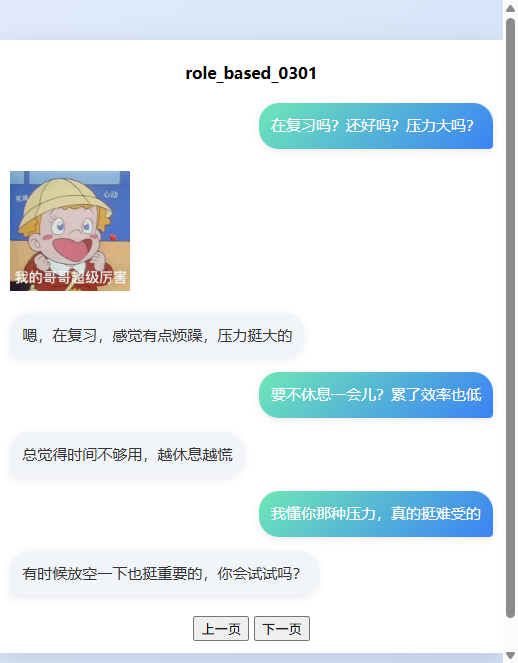 role_based_0301
在复习吗？还好吗？压力大吗？
羡慕
心动
我的哥哥超级厉害
嗯，在复习，感觉有点烦躁，压力挺大的
要不休息一会儿？累了效率也低
总觉得时间不够用，越休息越慌
我懂你那种压力，真的挺难受的
有时候放空一下也挺重要的，你会试试吗？
上一页 下一页